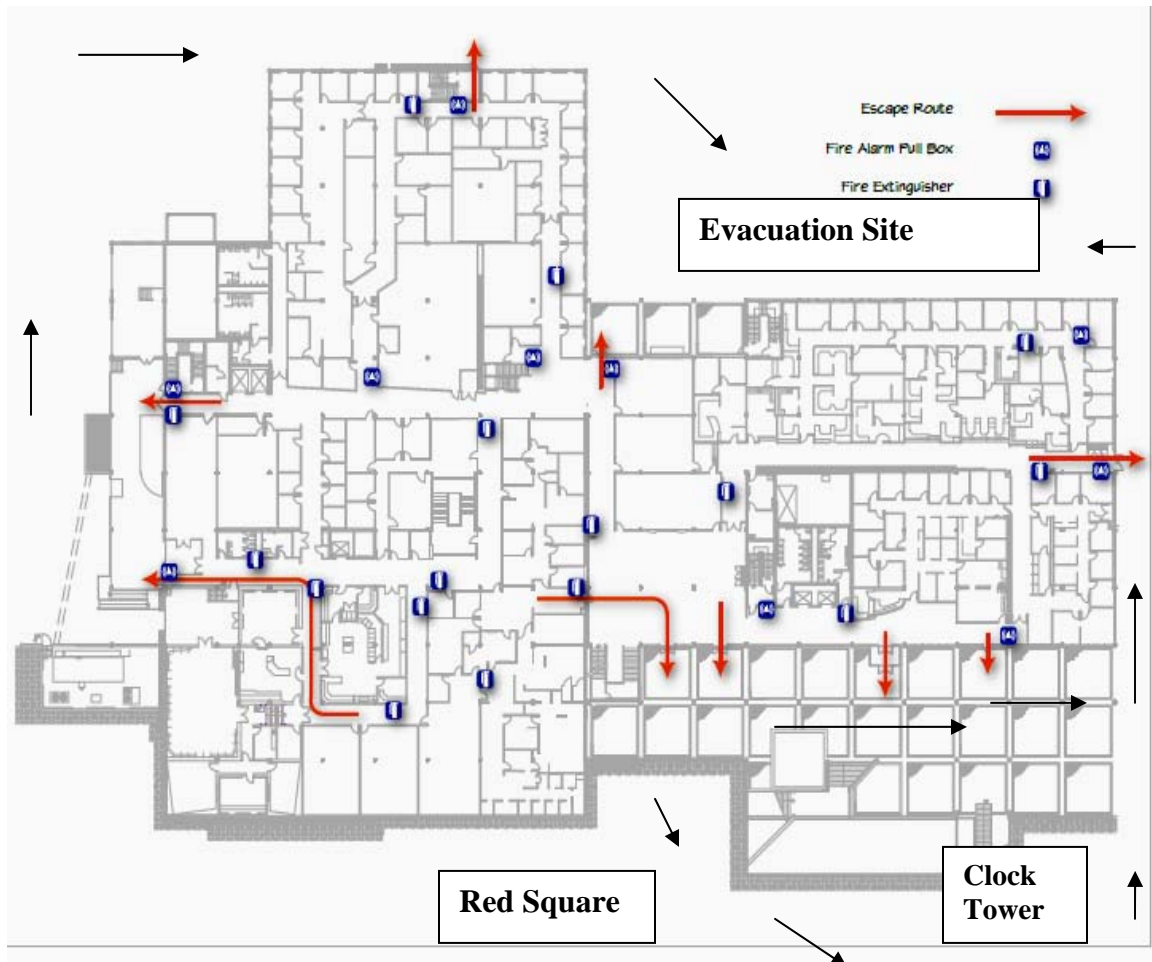 Escape Route
Fire Alarm Pull Box
Fire Extinguisher
Evacuation Site
Red Square
Clock
Tower